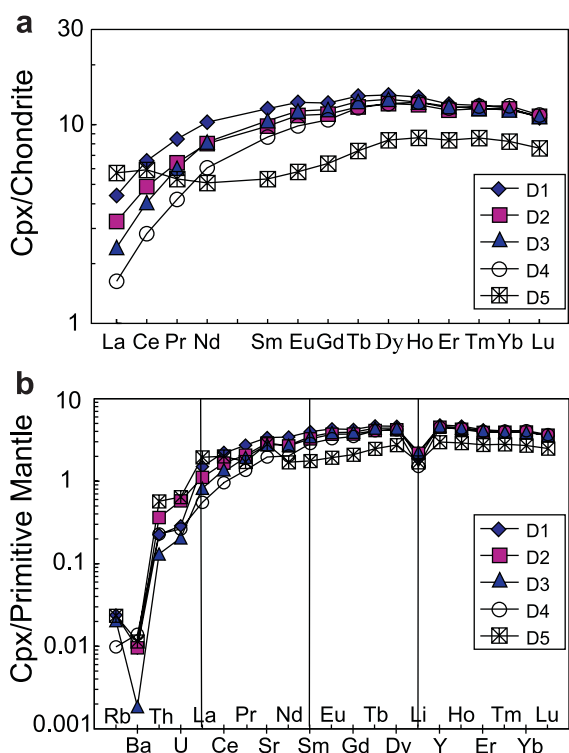 a
30
10
1
Cpx/Chondrite
D1
D2
D3
D4
D5
La Ce Pr Nd Sm Eu Gd Tb Dy Ho Er Tm Yb Lu
b
10
1
0.1
0.01
0.001
Cpx/Primitive Mantle
D1
D2
D3
D4
D5
Rb Th La Pr Nd Eu Tb Li Ho Tm Lu
Ba U Ce Sr Sm Gd Dy Y Er Yb